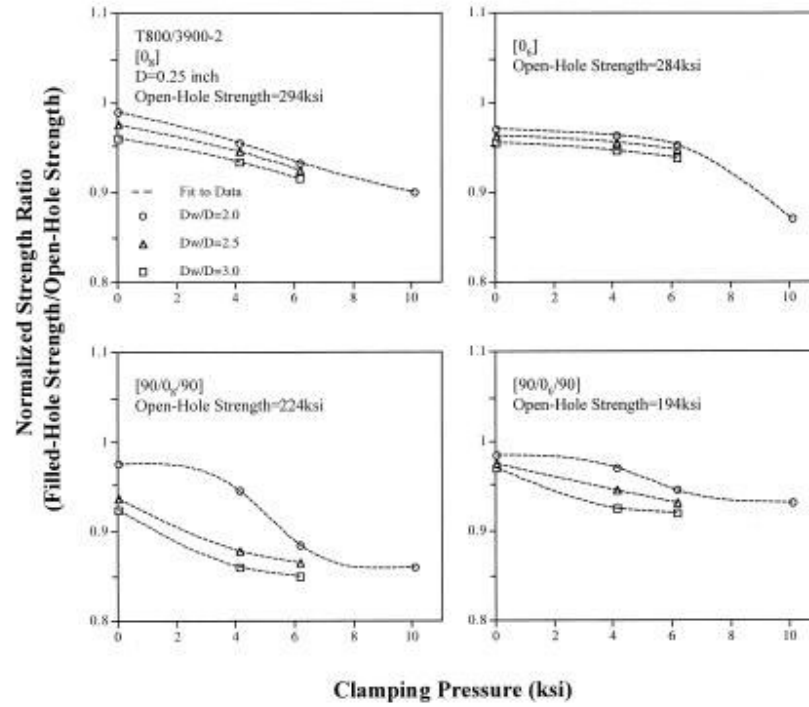 Normalized Strength Ratio
(Filled-Hole Strength/Open-Hole Strength)
1.1
1
0.9
0.8
T800/3900-2
[0₈]
D=0.25 inch
Open-Hole Strength=294ksi
Fit to Data
Dw/D=2.0
Dw/D=2.5
Dw/D=3.0
0 2 4 6 8 10
1.1
1
0.9
0.8
[0₆]
Open-Hole Strength=284ksi
0 2 4 6 8 10
1.1
1
0.9
0.8
[90/0₈/90]
Open-Hole Strength=224ksi
0 2 4 6 8 10
1.1
1
0.9
0.8
[90/0₆/90]
Open-Hole Strength=194ksi
0 2 4 6 8 10
Clamping Pressure (ksi)